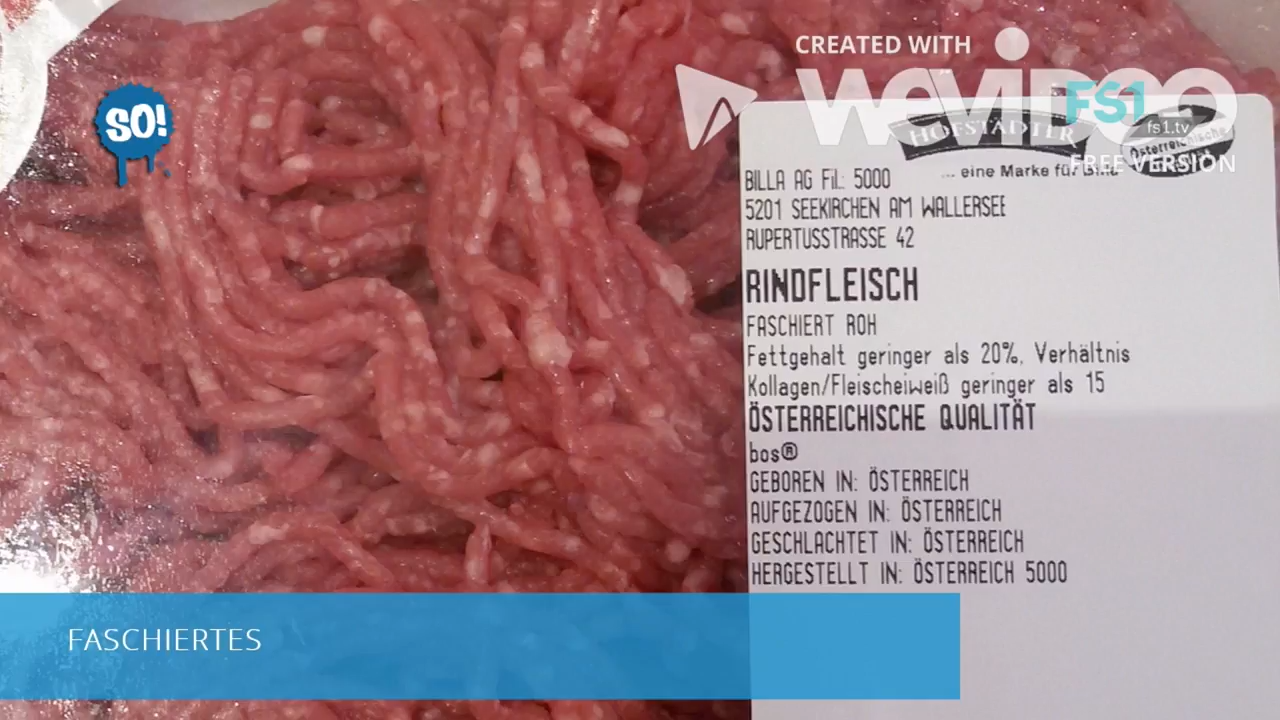 CREATED WITH
WeVideo
FREE VERSION
SO!
FS1
fs1.tv
HOFSTÄDTER
... eine Marke für Billa
BILLA AG Fil.: 5000
5201 SEEKIRCHEN AM WALLERSEE
RUPERTUSSTRASSE 42
RINDFLEISCH
FASCHIERT ROH
Fettgehalt geringer als 20%, Verhältnis
Kollagen/Fleischeiweiß geringer als 15
ÖSTERREICHISCHE QUALITÄT
bos®
GEBOREN IN: ÖSTERREICH
AUFGEZOGEN IN: ÖSTERREICH
GESCHLACHTET IN: ÖSTERREICH
HERGESTELLT IN: ÖSTERREICH 5000
FASCHIERTES